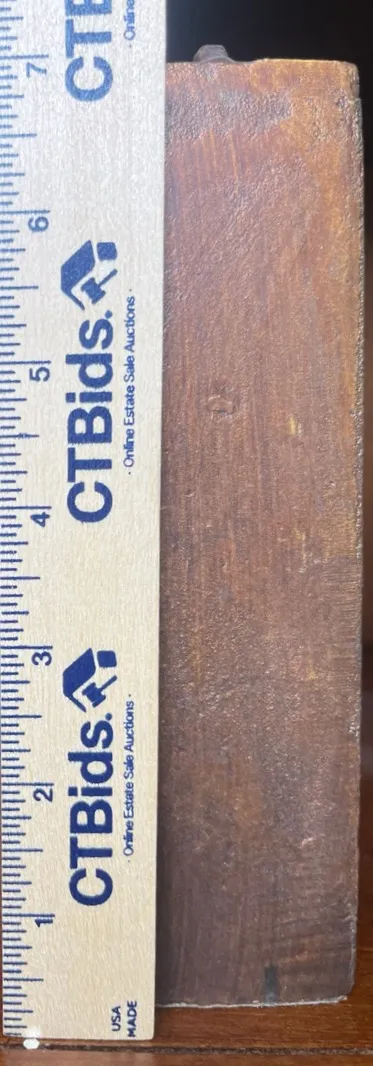 7
CTB
· Online
6
5
CTBids.
· Online Estate Sale Auctions ·
4
3
CTBids.
· Online Estate Sale Auctions ·
2
1
USA
MADE